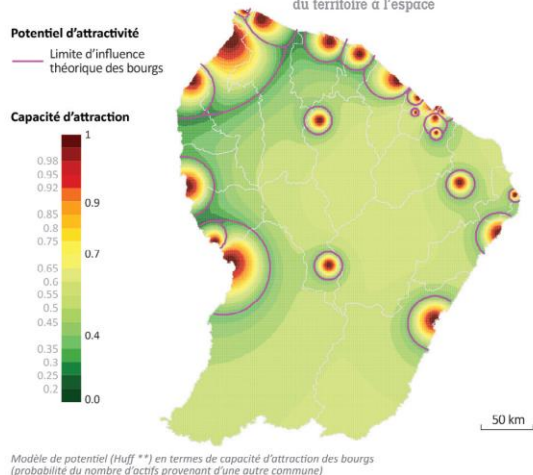 du territoire à l'espace
Potentiel d'attractivité
Limite d'influence
théorique des bourgs
Capacité d'attraction
1
0.98
0.95
0.92
0.9
0.85
0.8
0.75
0.7
0.65
0.6
0.55
0.5
0.45
0.4
0.35
0.3
0.25
0.2
0.0
50 km
Modèle de potentiel (Huff **) en termes de capacité d'attraction des bourgs
(probabilité du nombre d'actifs provenant d'une autre commune)